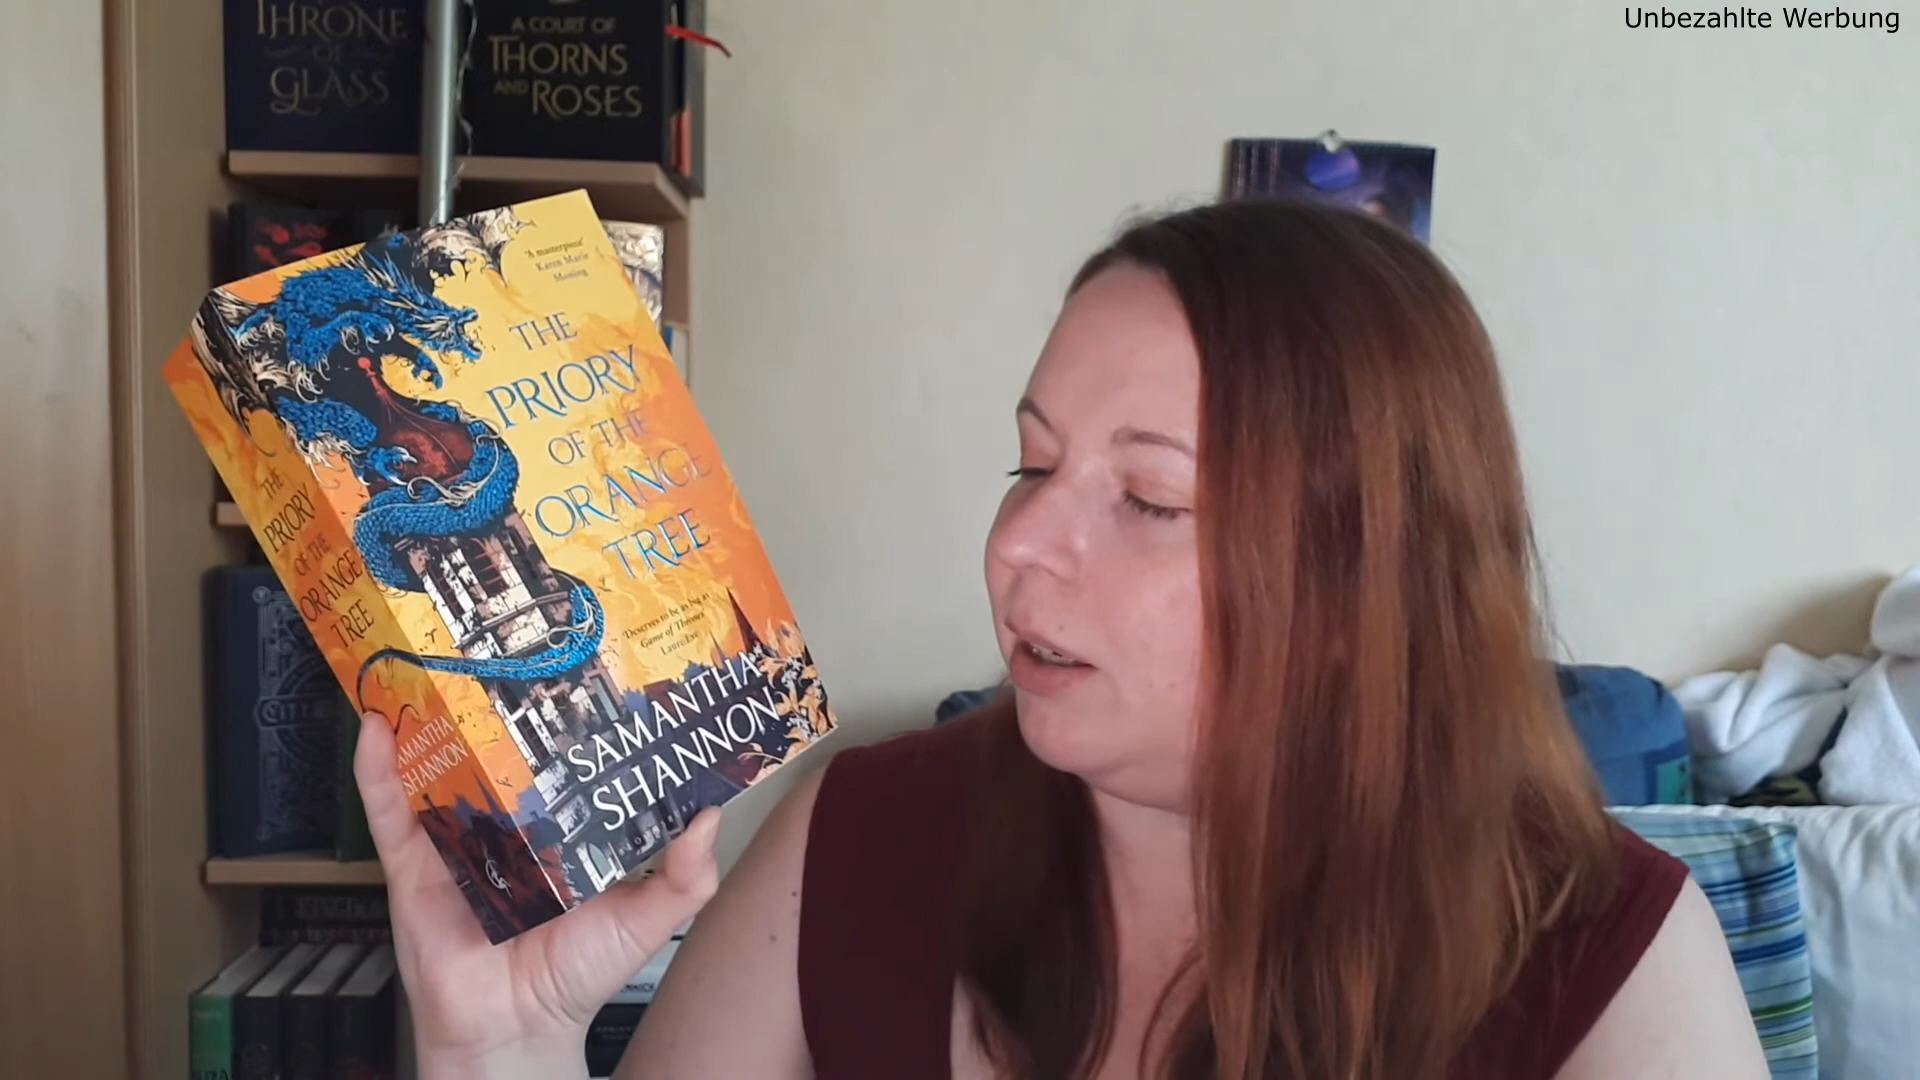 Unbezahlte Werbung
THRONE
OF
GLASS
A COURT OF
THORNS
AND ROSES
'A masterpiece'
Karen Marie
Moning
THE
PRIORY
OF THE
ORANGE
TREE
'Deserves to be as big as
Game of Thrones'
Laure Eve
SAMANTHA
SHANNON
THE
PRIORY
OF THE
ORANGE
TREE
SAMANTHA
SHANNON
CITY
KINGDOM